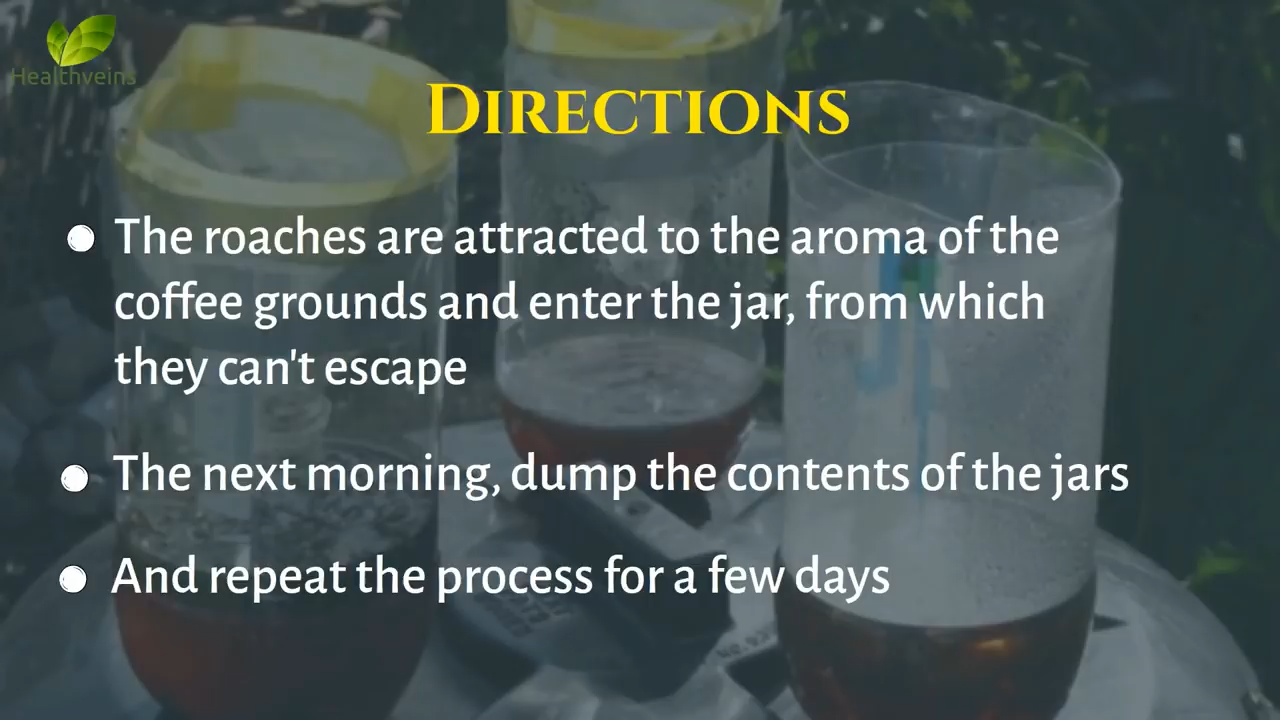 Healthveins
DIRECTIONS
The roaches are attracted to the aroma of the
coffee grounds and enter the jar, from which
they can't escape
The next morning, dump the contents of the jars
And repeat the process for a few days